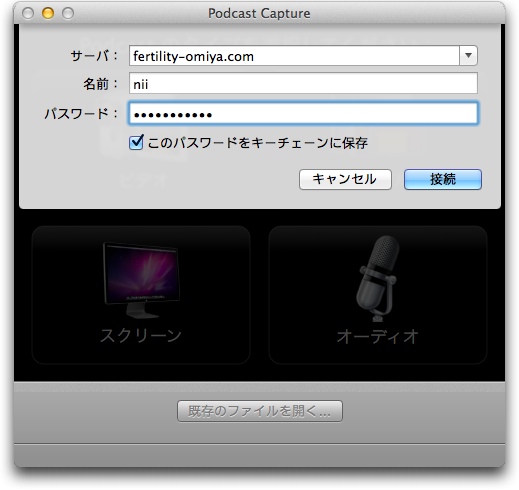 Podcast Capture
サーバ： fertility-omiya.com
名前： nii
パスワード： •••••••••••
このパスワードをキーチェーンに保存
キャンセル 接続
スクリーン オーディオ
既存のファイルを開く...